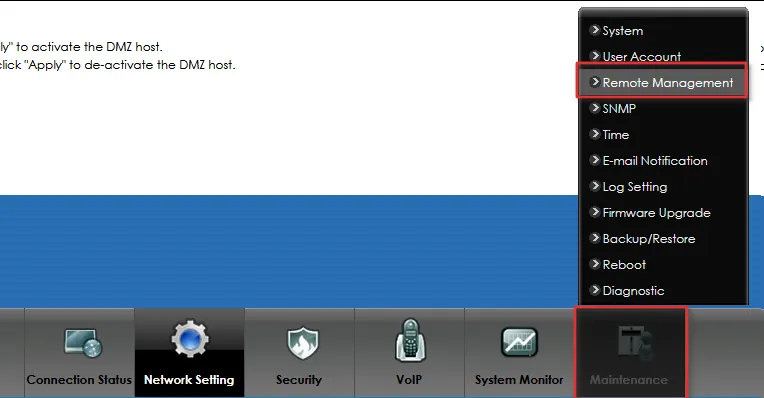 ly" to activate the DMZ host.
click "Apply" to de-activate the DMZ host.
System
User Account
Remote Management
SNMP
Time
E-mail Notification
Log Setting
Firmware Upgrade
Backup/Restore
Reboot
Diagnostic
Connection Status
Network Setting
Security
VoIP
System Monitor
Maintenance